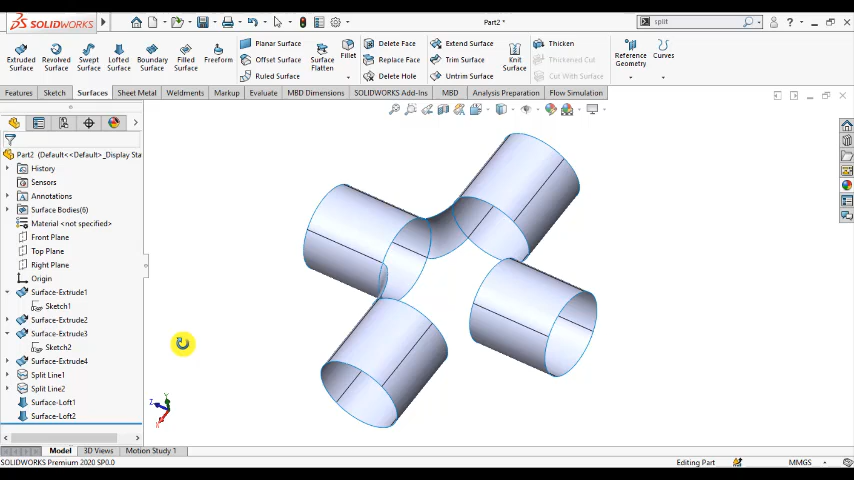 SOLIDWORKS
Part2 *
split
Extruded Surface
Revolved Surface
Swept Surface
Lofted Surface
Boundary Surface
Filled Surface
Freeform
Planar Surface
Offset Surface
Ruled Surface
Surface Flatten
Fillet
Delete Face
Replace Face
Delete Hole
Extend Surface
Trim Surface
Untrim Surface
Knit Surface
Thicken
Thickened Cut
Cut With Surface
Reference Geometry
Curves
Features Sketch Surfaces Sheet Metal Weldments Markup Evaluate MBD Dimensions SOLIDWORKS Add-Ins MBD Analysis Preparation Flow Simulation
Part2 (Default<<Default>_Display Sta
History
Sensors
Annotations
Surface Bodies(6)
Material <not specified>
Front Plane
Top Plane
Right Plane
Origin
Surface-Extrude1
Sketch1
Surface-Extrude2
Surface-Extrude3
Sketch2
Surface-Extrude4
Split Line1
Split Line2
Surface-Loft1
Surface-Loft2
Y
Z
X
Model 3D Views Motion Study 1
SOLIDWORKS Premium 2020 SP0.0 Editing Part MMGS